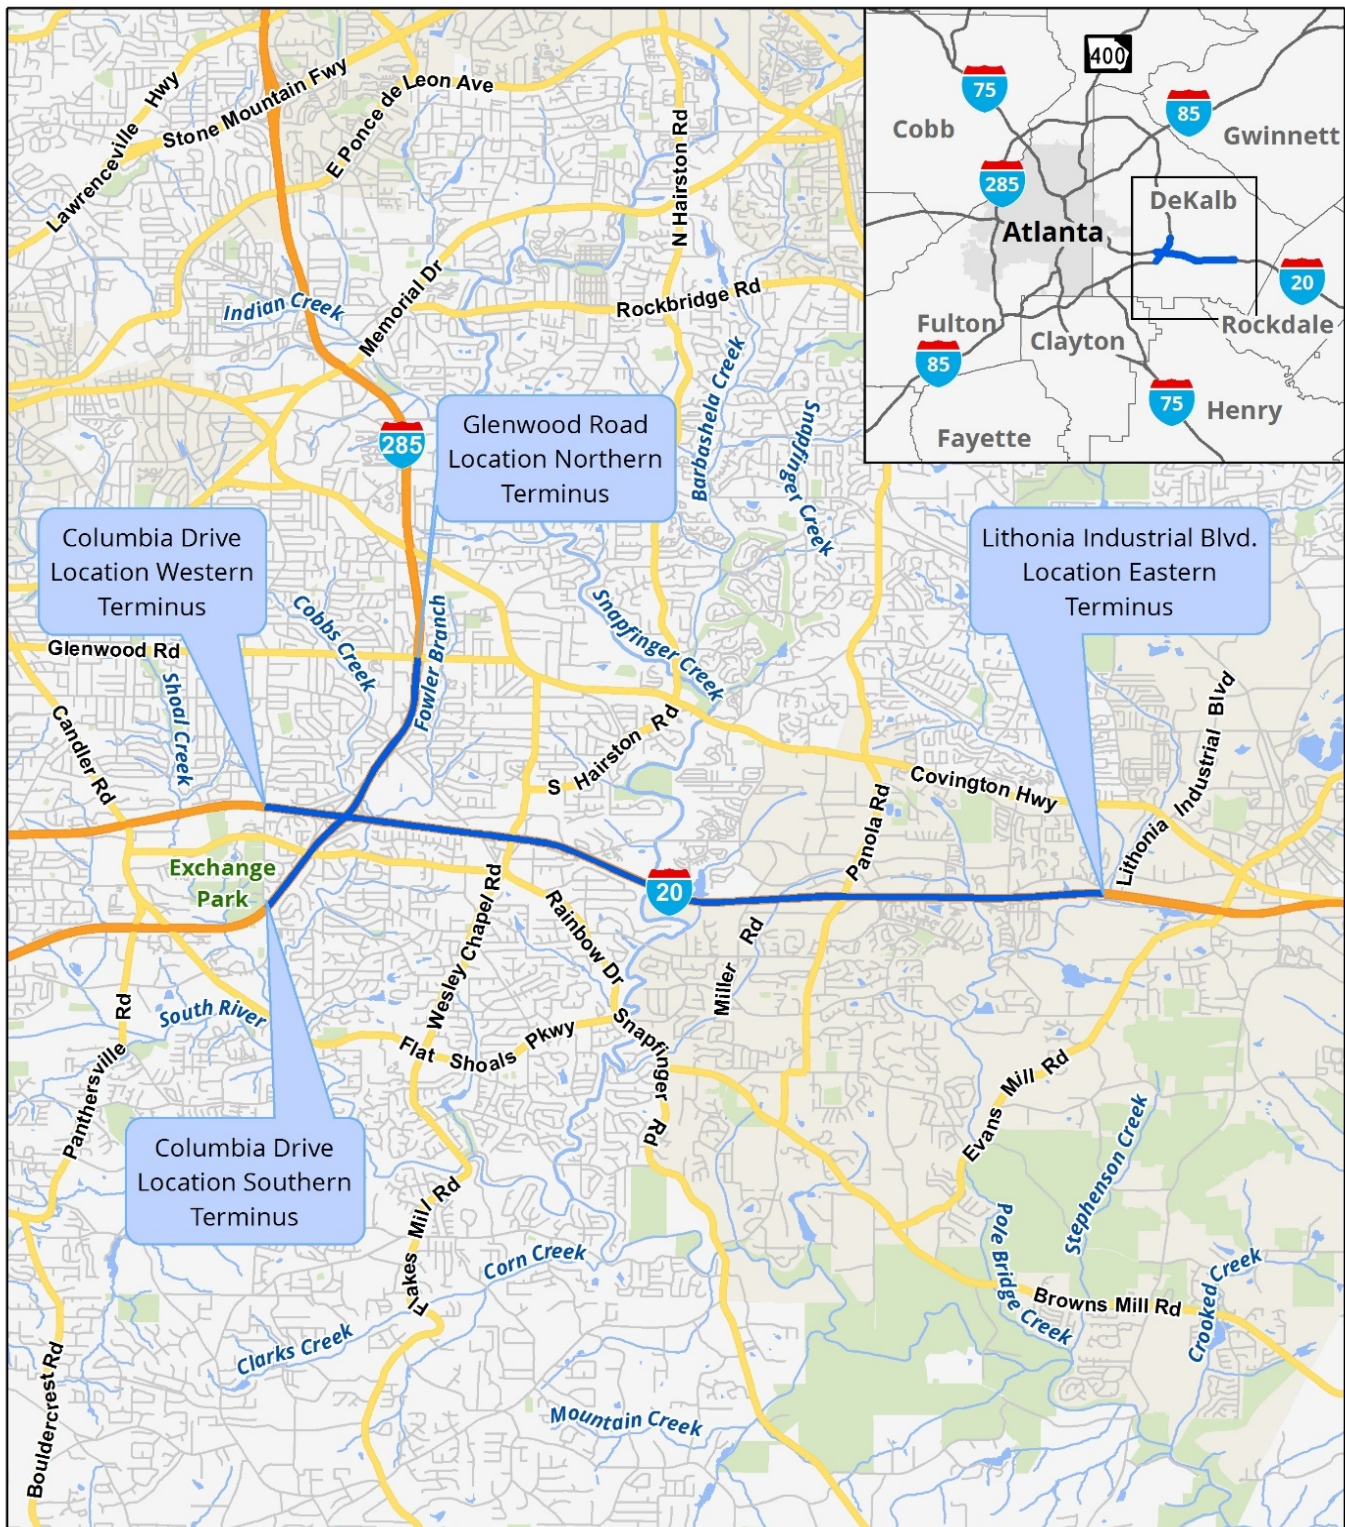 Lawrenceville Hwy
Stone Mountain Fwy
E Ponce de Leon Ave
N Hairston Rd
Indian Creek
Memorial Dr
Rockbridge Rd
Barbashela Creek
Snapfinger Creek
285
400
75
85
Cobb
Gwinnett
285
DeKalb
Atlanta
20
Fulton
Clayton
Rockdale
85
75
Henry
Fayette
Glenwood Road
Location Northern
Terminus
Columbia Drive
Location Western
Terminus
Lithonia Industrial Blvd.
Location Eastern
Terminus
Cobbs Creek
Fowler Branch
Snapfinger Creek
Glenwood Rd
Shoal Creek
Candler Rd
S Hairston Rd
Covington Hwy
Lithonia Industrial Blvd
Panola Rd
Exchange
Park
20
Wesley Chapel Rd
Rainbow Dr
Miller Rd
South River
Flat Shoals Pkwy
Snapfinger Rd
Panthersville Rd
Evans Mill Rd
Stephenson Creek
Columbia Drive
Location Southern
Terminus
Flakes Mill Rd
Corn Creek
Pole Bridge Creek
Browns Mill Rd
Crooked Creek
Clarks Creek
Mountain Creek
Bouldercrest Rd